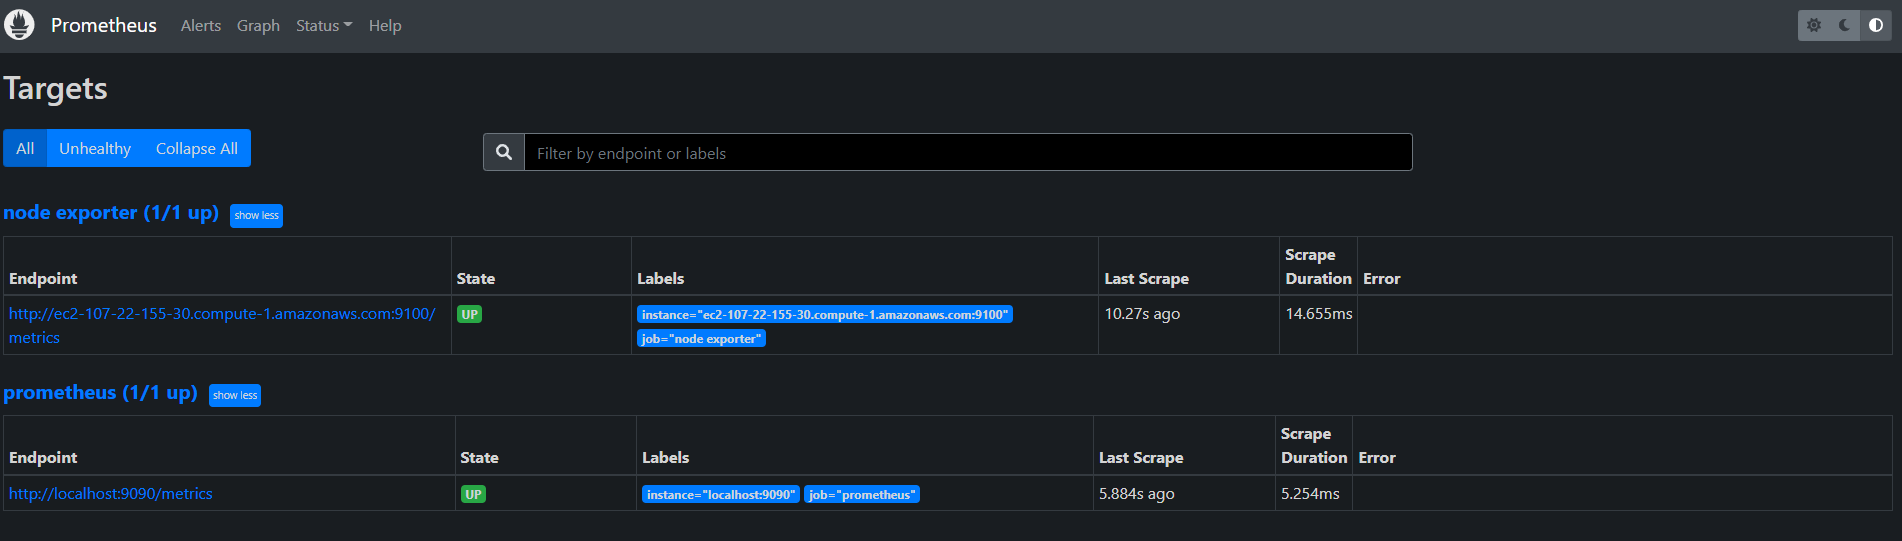 Prometheus Alerts Graph Status Help
Targets
All Unhealthy Collapse All
Filter by endpoint or labels
node exporter (1/1 up) show less
Endpoint State Labels Last Scrape Scrape Duration Error
http://ec2-107-22-155-30.compute-1.amazonaws.com:9100/
metrics
UP
instance="ec2-107-22-155-30.compute-1.amazonaws.com:9100"
job="node exporter"
10.27s ago
14.655ms
prometheus (1/1 up) show less
Endpoint State Labels Last Scrape Scrape Duration Error
http://localhost:9090/metrics UP instance="localhost:9090" job="prometheus" 5.884s ago 5.254ms